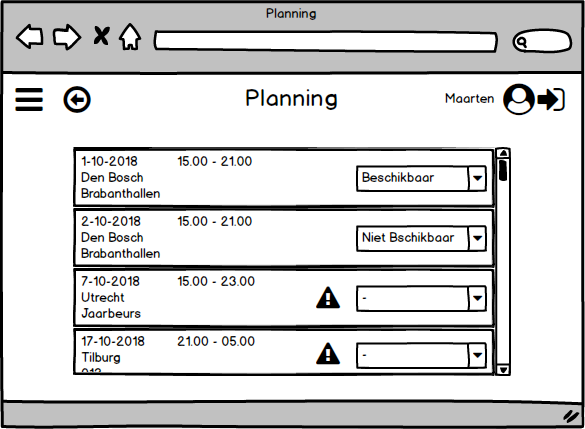 Planning
Planning
Maarten
1-10-2018 15.00 - 21.00
Den Bosch
Brabanthallen
Beschikbaar
2-10-2018 15.00 - 21.00
Den Bosch
Brabanthallen
Niet Bschikbaar
7-10-2018 15.00 - 23.00
Utrecht
Jaarbeurs
-
17-10-2018 21.00 - 05.00
Tilburg
-